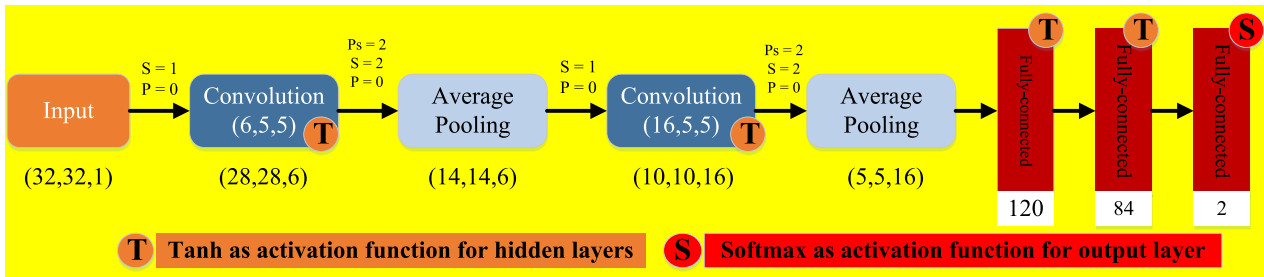 Input
(32,32,1)
S = 1
P = 0
Convolution
(6,5,5)
T
(28,28,6)
Ps = 2
S = 2
P = 0
Average
Pooling
(14,14,6)
S = 1
P = 0
Convolution
(16,5,5)
T
(10,10,16)
Ps = 2
S = 2
P = 0
Average
Pooling
(5,5,16)
T
Fully-connected
120
T
Fully-connected
84
S
Fully-connected
2
T Tanh as activation function for hidden layers
S Softmax as activation function for output layer